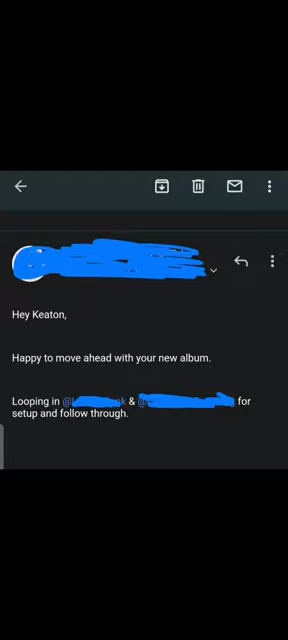 Hey Keaton,
Happy to move ahead with your new album.
Looping in & for
setup and follow through.